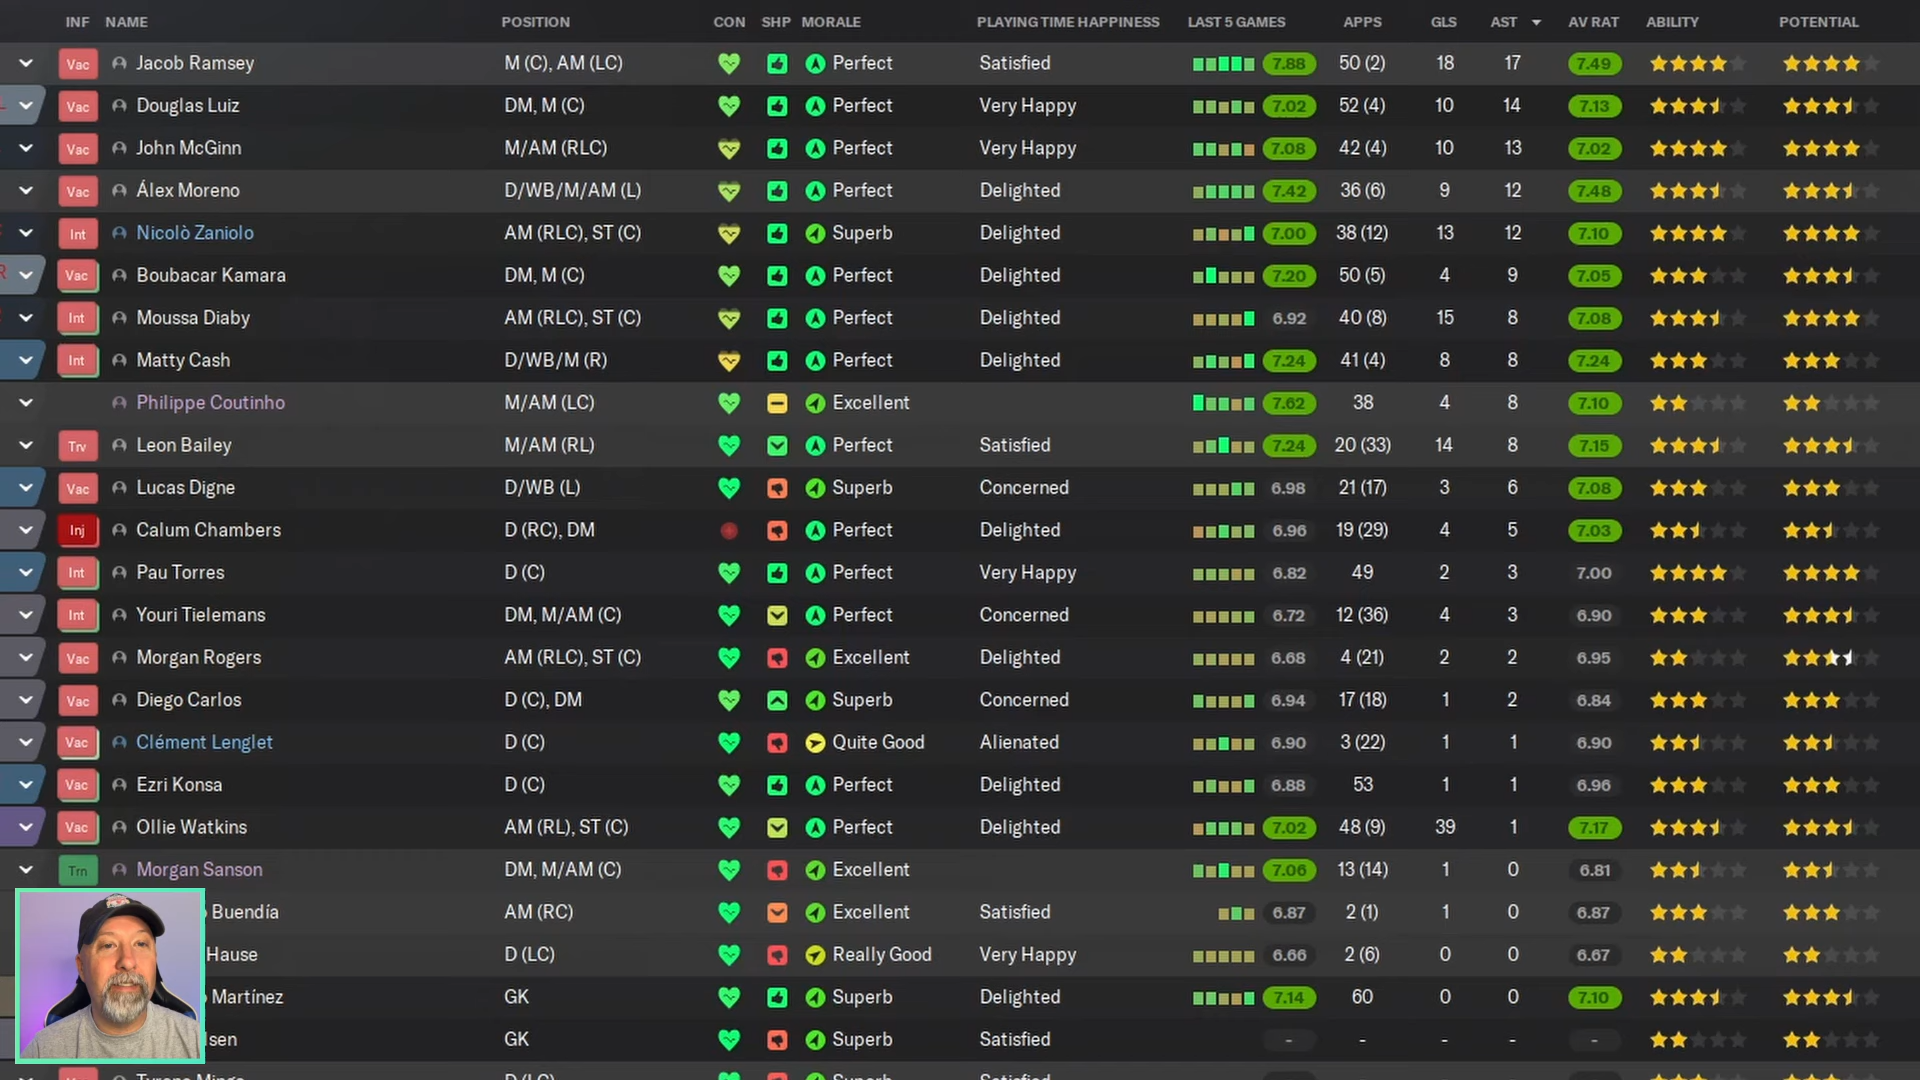 INF NAME POSITION CON SHP MORALE PLAYING TIME HAPPINESS LAST 5 GAMES APPS GLS AST AV RAT ABILITY POTENTIAL
Vac Jacob Ramsey M (C), AM (LC) Perfect Satisfied 7.88 50 (2) 18 17 7.49
Vac Douglas Luiz DM, M (C) Perfect Very Happy 7.02 52 (4) 10 14 7.13
Vac John McGinn M/AM (RLC) Perfect Very Happy 7.08 42 (4) 10 13 7.02
Vac Álex Moreno D/WB/M/AM (L) Perfect Delighted 7.42 36 (6) 9 12 7.48
Int Nicolò Zaniolo AM (RLC), ST (C) Superb Delighted 7.00 38 (12) 13 12 7.10
R Vac Boubacar Kamara DM, M (C) Perfect Delighted 7.20 50 (5) 4 9 7.05
Int Moussa Diaby AM (RLC), ST (C) Perfect Delighted 6.92 40 (8) 15 8 7.08
Int Matty Cash D/WB/M (R) Perfect Delighted 7.24 41 (4) 8 8 7.24
Philippe Coutinho M/AM (LC) Excellent 7.62 38 4 8 7.10
Trv Leon Bailey M/AM (RL) Perfect Satisfied 7.24 20 (33) 14 8 7.15
Vac Lucas Digne D/WB (L) Superb Concerned 6.98 21 (17) 3 6 7.08
Inj Calum Chambers D (RC), DM Perfect Delighted 6.96 19 (29) 4 5 7.03
Int Pau Torres D (C) Perfect Very Happy 6.82 49 2 3 7.00
Int Youri Tielemans DM, M/AM (C) Perfect Concerned 6.72 12 (36) 4 3 6.90
Vac Morgan Rogers AM (RLC), ST (C) Excellent Delighted 6.68 4 (21) 2 2 6.95
Vac Diego Carlos D (C), DM Superb Concerned 6.94 17 (18) 1 2 6.84
Vac Clément Lenglet D (C) Quite Good Alienated 6.90 3 (22) 1 1 6.90
Vac Ezri Konsa D (C) Perfect Delighted 6.88 53 1 1 6.96
Vac Ollie Watkins AM (RL), ST (C) Perfect Delighted 7.02 48 (9) 39 1 7.17
Trn Morgan Sanson DM, M/AM (C) Excellent 7.06 13 (14) 1 0 6.81
Buendía AM (RC) Excellent Satisfied 6.87 2 (1) 1 0 6.87
Hause D (LC) Really Good Very Happy 6.66 2 (6) 0 0 6.67
Martínez GK Superb Delighted 7.14 60 0 0 7.10
lsen GK Superb Satisfied - - - - -